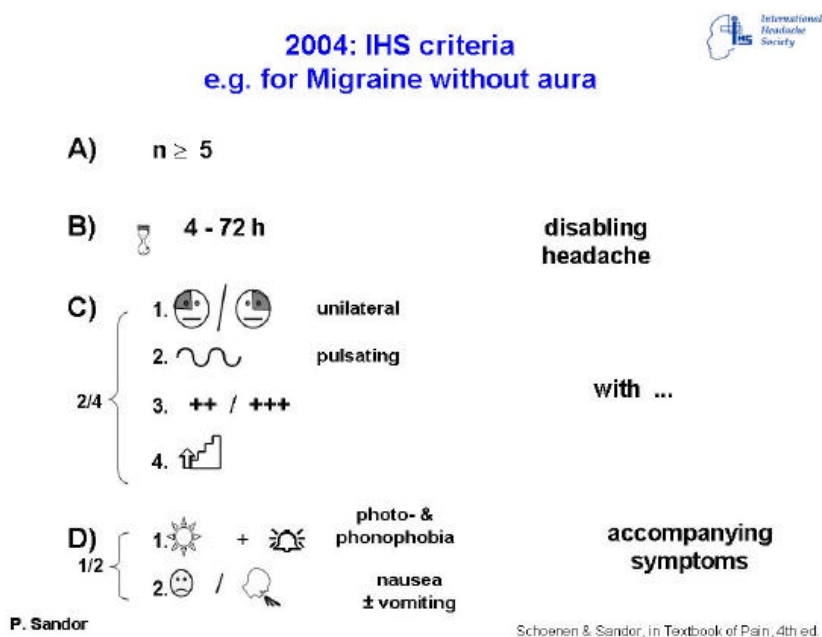 2004: IHS criteria
e.g. for Migraine without aura
IHS
International
Headache
Society
A) n ≥ 5
B) 4 - 72 h
disabling
headache
C)
2/4
1. / unilateral
2. pulsating
3. ++ / +++
4.
with ...
D)
1/2
1. + photo- &
phonophobia
2. / nausea
± vomiting
accompanying
symptoms
P. Sandor
Schoenen & Sandor, in Textbook of Pain, 4th ed.